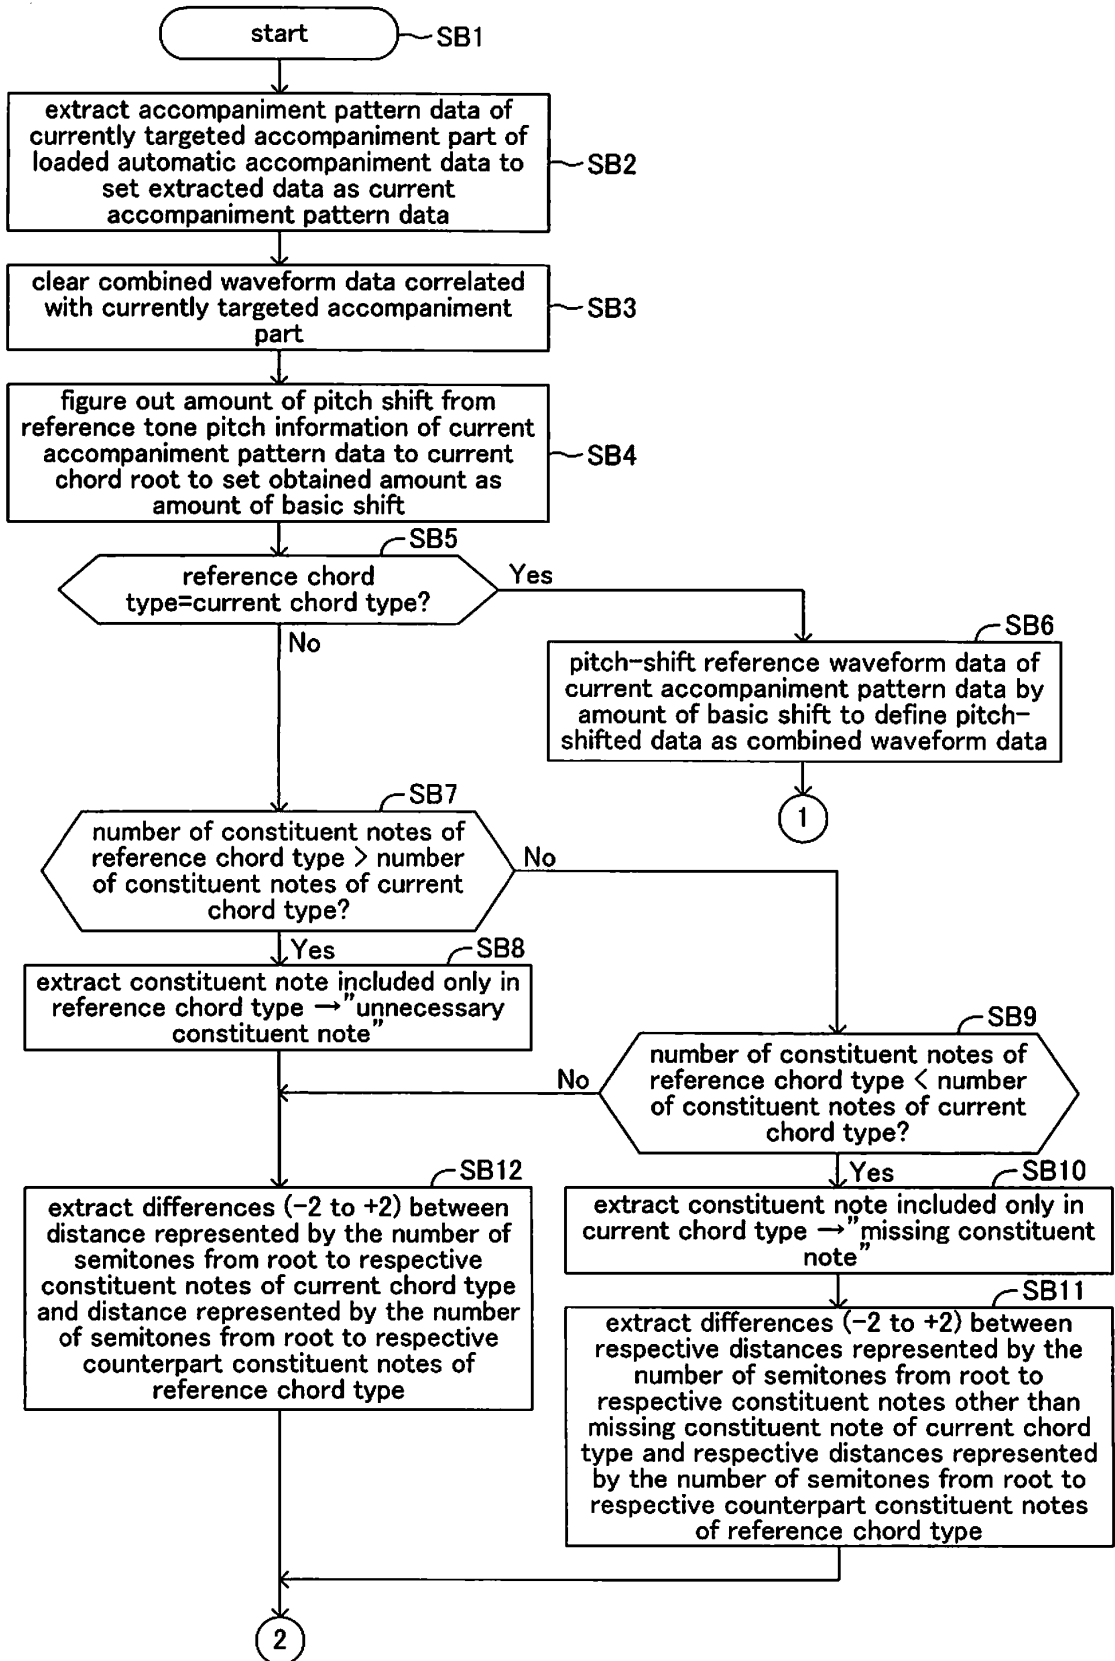 start
SB1
extract accompaniment pattern data of
currently targeted accompaniment part of
loaded automatic accompaniment data to
set extracted data as current
accompaniment pattern data
SB2
clear combined waveform data correlated
with currently targeted accompaniment
part
SB3
figure out amount of pitch shift from
reference tone pitch information of current
accompaniment pattern data to current
chord root to set obtained amount as
amount of basic shift
SB4
SB5
reference chord
type=current chord type?
Yes
No
SB6
pitch-shift reference waveform data of
current accompaniment pattern data by
amount of basic shift to define pitch-
shifted data as combined waveform data
1
SB7
number of constituent notes of
reference chord type > number
of constituent notes of current
chord type?
No
Yes
SB8
extract constituent note included only in
reference chord type →"unnecessary
constituent note"
SB9
number of constituent notes of
reference chord type < number
of constituent notes of current
chord type?
No
Yes
SB10
extract constituent note included only in
current chord type →"missing constituent
note"
SB11
extract differences (-2 to +2) between
respective distances represented by the
number of semitones from root to
respective constituent notes other than
missing constituent note of current chord
type and respective distances represented
by the number of semitones from root to
respective counterpart constituent notes
of reference chord type
SB12
extract differences (-2 to +2) between
distance represented by the number of
semitones from root to respective
constituent notes of current chord type
and distance represented by the number
of semitones from root to respective
counterpart constituent notes of
reference chord type
2